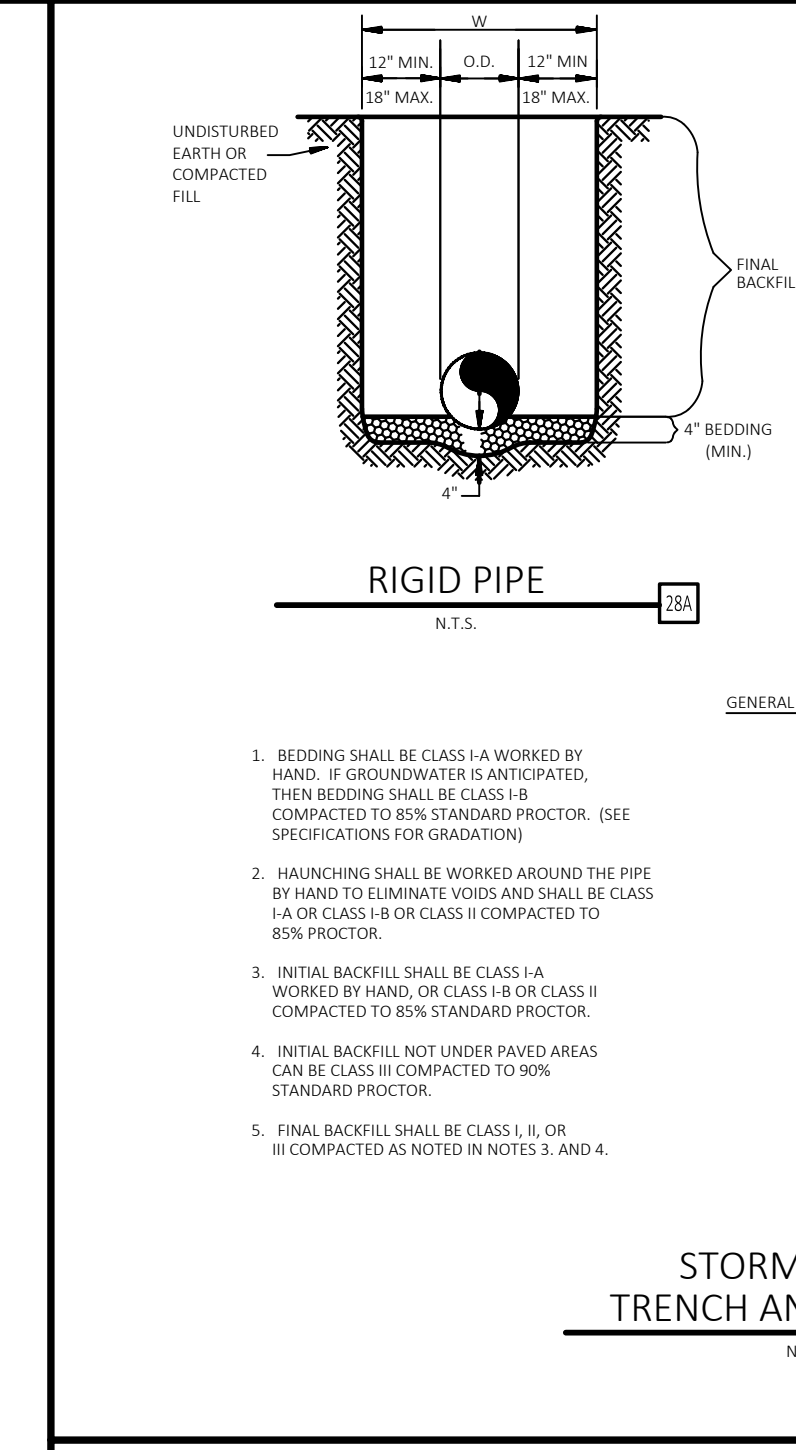 W
12" MIN.
O.D.
12" MIN
18" MAX.
18" MAX.
UNDISTURBED
EARTH OR
COMPACTED
FILL
FINAL
BACKFIL
4" BEDDING
(MIN.)
4"
RIGID PIPE
28A
N.T.S.
GENERAL
1. BEDDING SHALL BE CLASS I-A WORKED BY
HAND. IF GROUNDWATER IS ANTICIPATED,
THEN BEDDING SHALL BE CLASS I-B
COMPACTED TO 85% STANDARD PROCTOR. (SEE
SPECIFICATIONS FOR GRADATION)
2. HAUNCHING SHALL BE WORKED AROUND THE PIPE
BY HAND TO ELIMINATE VOIDS AND SHALL BE CLASS
I-A OR CLASS I-B OR CLASS II COMPACTED TO
85% PROCTOR.
3. INITIAL BACKFILL SHALL BE CLASS I-A
WORKED BY HAND, OR CLASS I-B OR CLASS II
COMPACTED TO 85% STANDARD PROCTOR.
4. INITIAL BACKFILL NOT UNDER PAVED AREAS
CAN BE CLASS III COMPACTED TO 90%
STANDARD PROCTOR.
5. FINAL BACKFILL SHALL BE CLASS I, II, OR
III COMPACTED AS NOTED IN NOTES 3. AND 4.
STORM
TRENCH AN
N